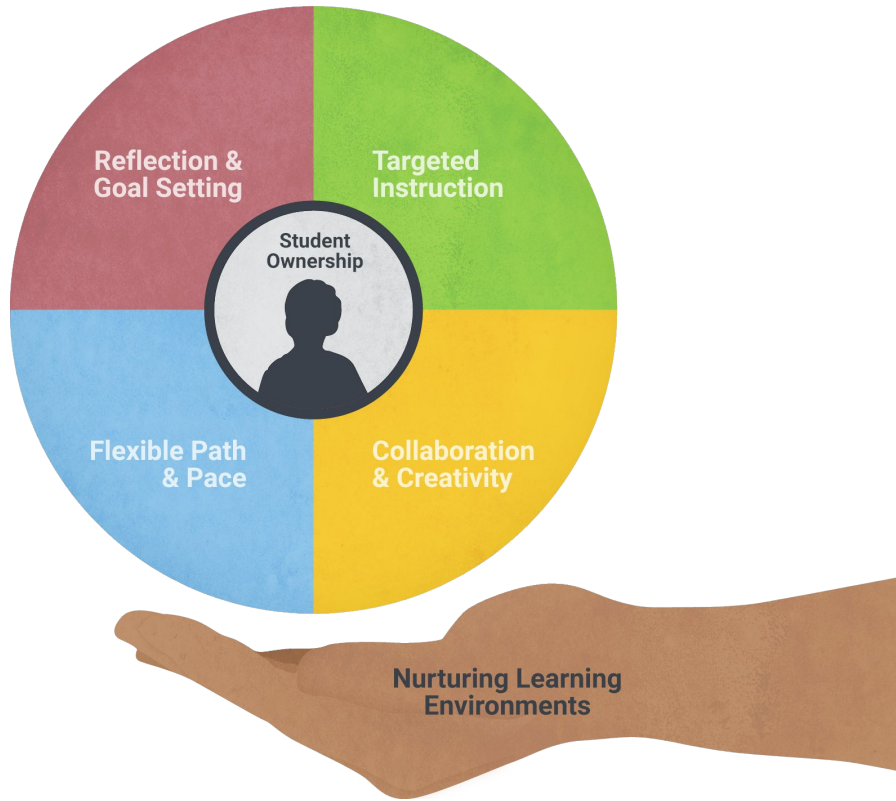 Reflection &
Goal Setting
Targeted
Instruction
Student
Ownership
Flexible Path
& Pace
Collaboration
& Creativity
Nurturing Learning
Environments